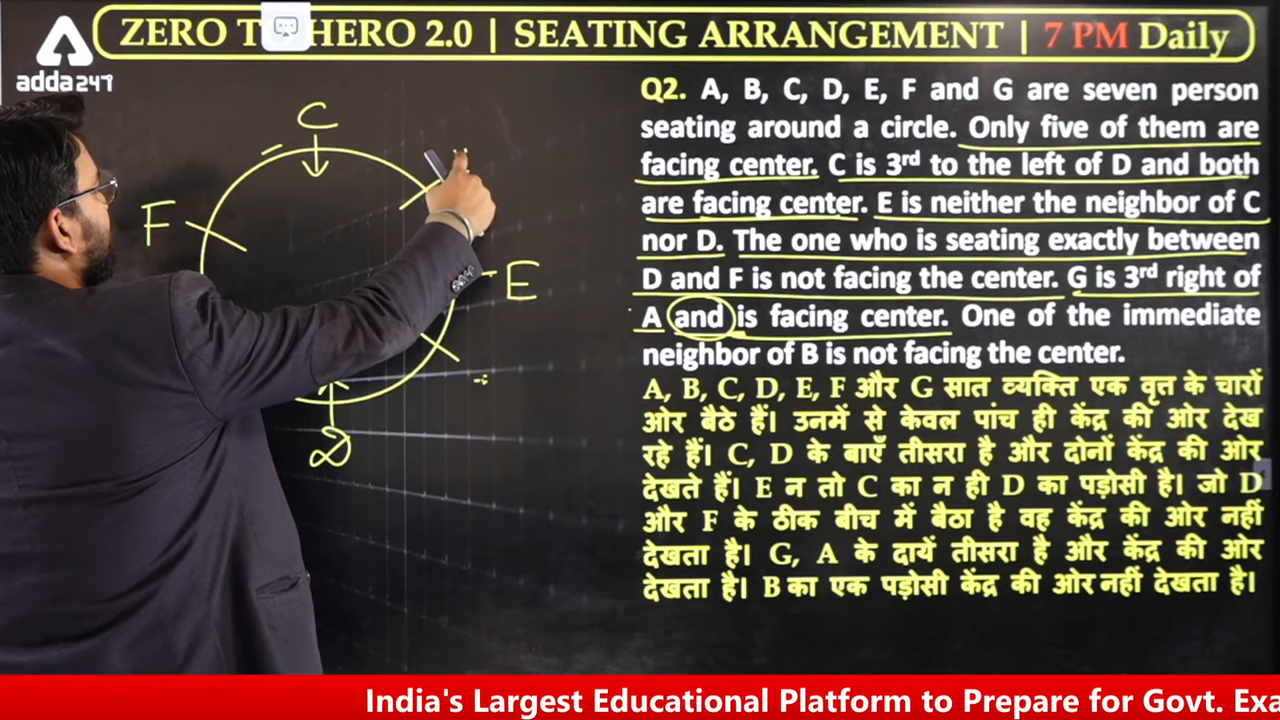 ZERO T HERO 2.0 | SEATING ARRANGEMENT | 7 PM Daily
adda247
Q2. A, B, C, D, E, F and G are seven person
seating around a circle. Only five of them are
facing center. C is 3rd to the left of D and both
are facing center. E is neither the neighbor of C
nor D. The one who is seating exactly between
D and F is not facing the center. G is 3rd right of
A and is facing center. One of the immediate
neighbor of B is not facing the center.
A, B, C, D, E, F और G सात व्यक्ति एक वृत्त के चारों
ओर बैठे हैं। उनमें से केवल पांच ही केंद्र की ओर देख
रहे हैं। C, D के बाएँ तीसरा है और दोनों केंद्र की ओर
देखते हैं। E न तो C का न ही D का पड़ोसी है। जो D
और F के ठीक बीच में बैठा है वह केंद्र की ओर नहीं
देखता है। G, A के दायें तीसरा है और केंद्र की ओर
देखता है। B का एक पड़ोसी केंद्र की ओर नहीं देखता है।
C
F
E
D
India's Largest Educational Platform to Prepare for Govt. Exa